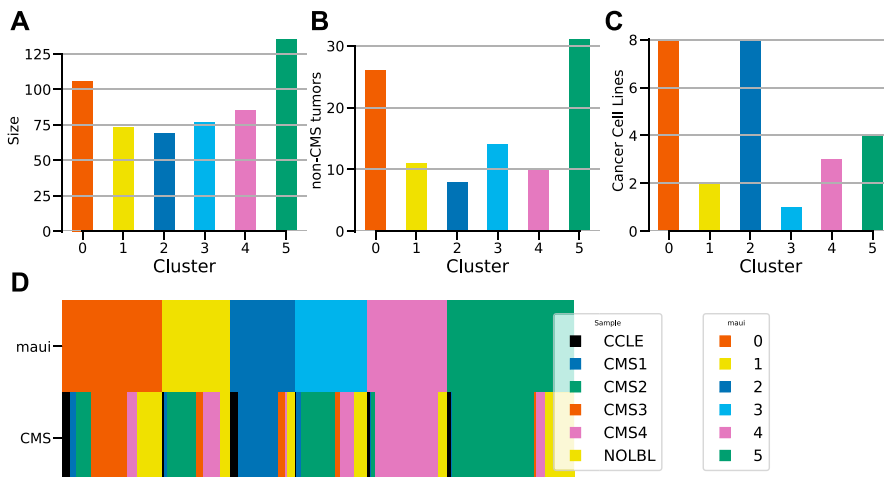 A
B
C
Size
125
100
75
50
25
0
0 1 2 3 4 5
Cluster
non-CMS tumors
30
20
10
0
0 1 2 3 4 5
Cluster
Cancer Cell Lines
8
6
4
2
0
0 1 2 3 4 5
Cluster
D
maui
CMS
Sample
CCLE
CMS1
CMS2
CMS3
CMS4
NOLBL
maui
0
1
2
3
4
5